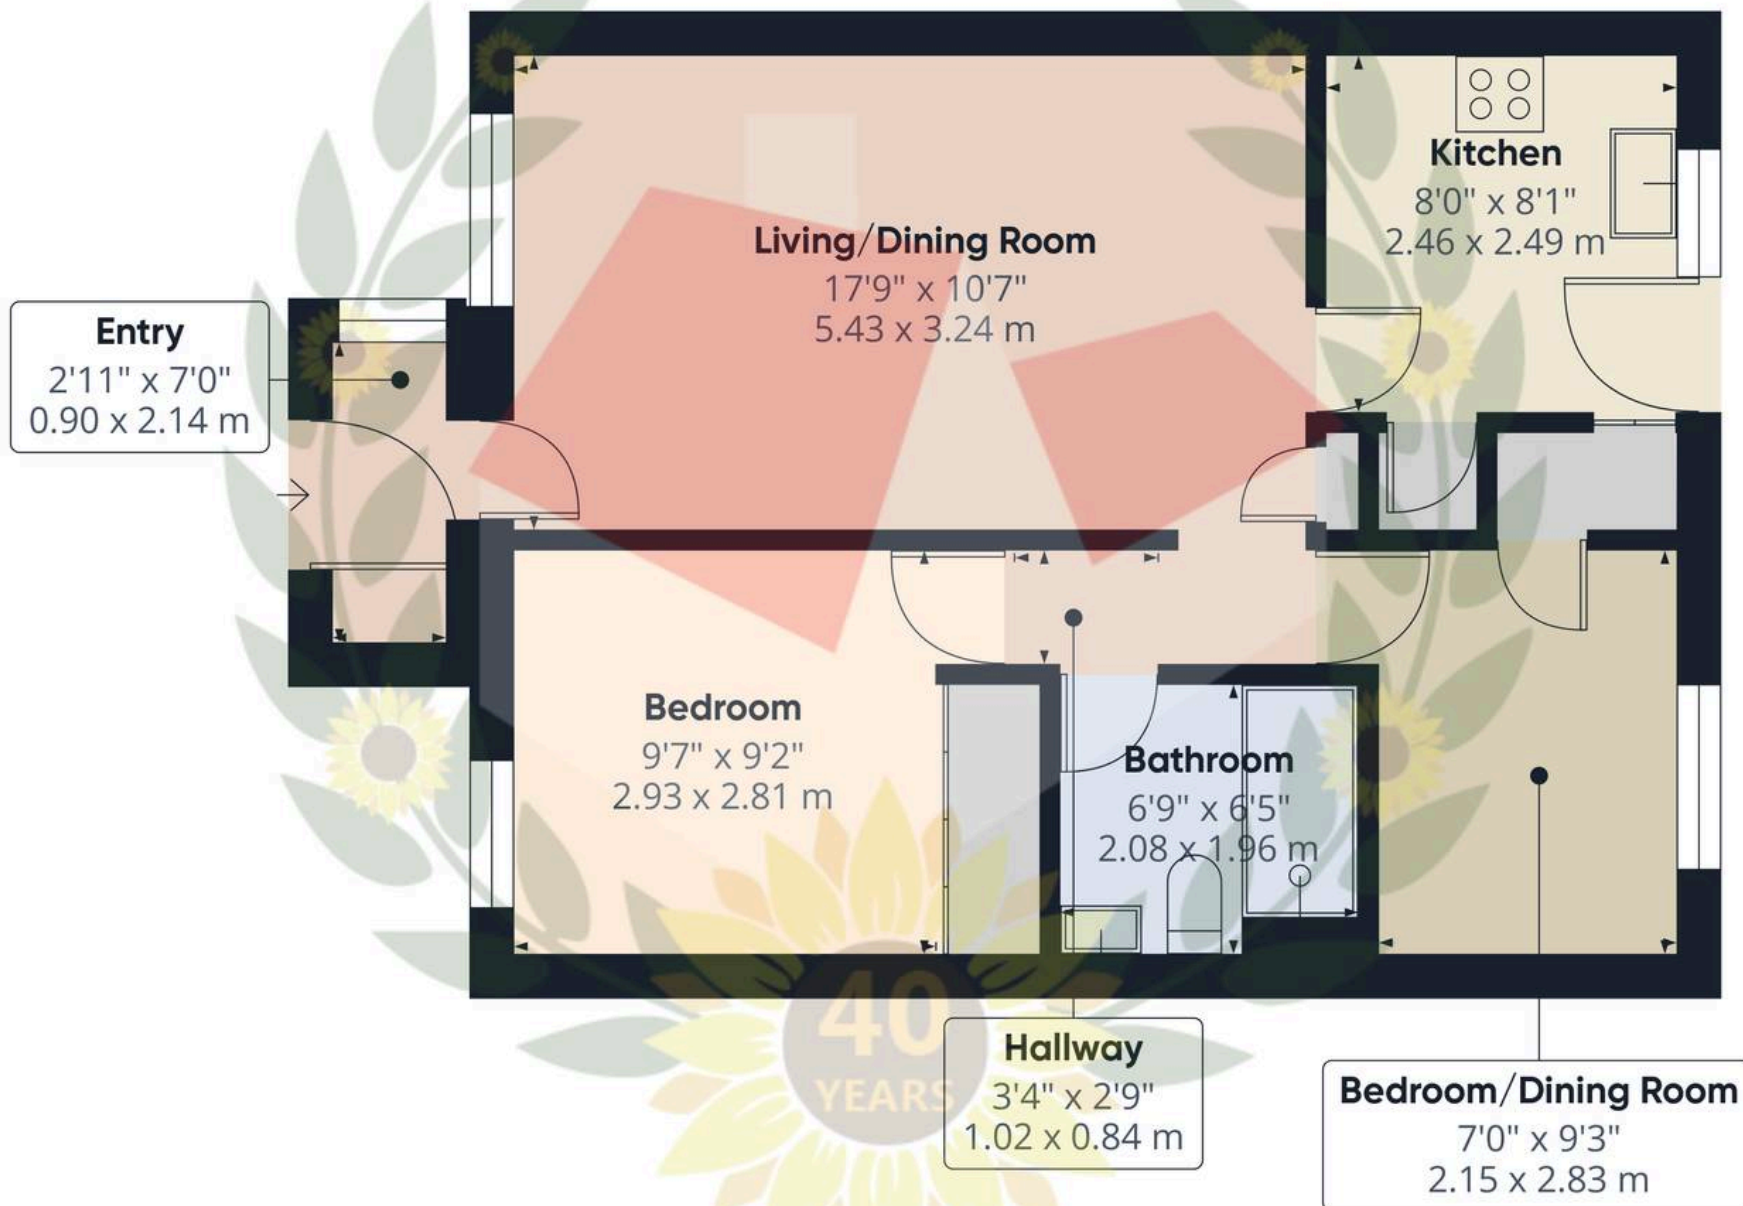 Living/Dining Room
17'9" x 10'7"
5.43 x 3.24 m
Kitchen
8'0" x 8'1"
2.46 x 2.49 m
Entry
2'11" x 7'0"
0.90 x 2.14 m
Bedroom
9'7" x 9'2"
2.93 x 2.81 m
Bathroom
6'9" x 6'5"
2.08 x 1.96 m
Hallway
3'4" x 2'9"
1.02 x 0.84 m
Bedroom/Dining Room
7'0" x 9'3"
2.15 x 2.83 m
40
YEARS